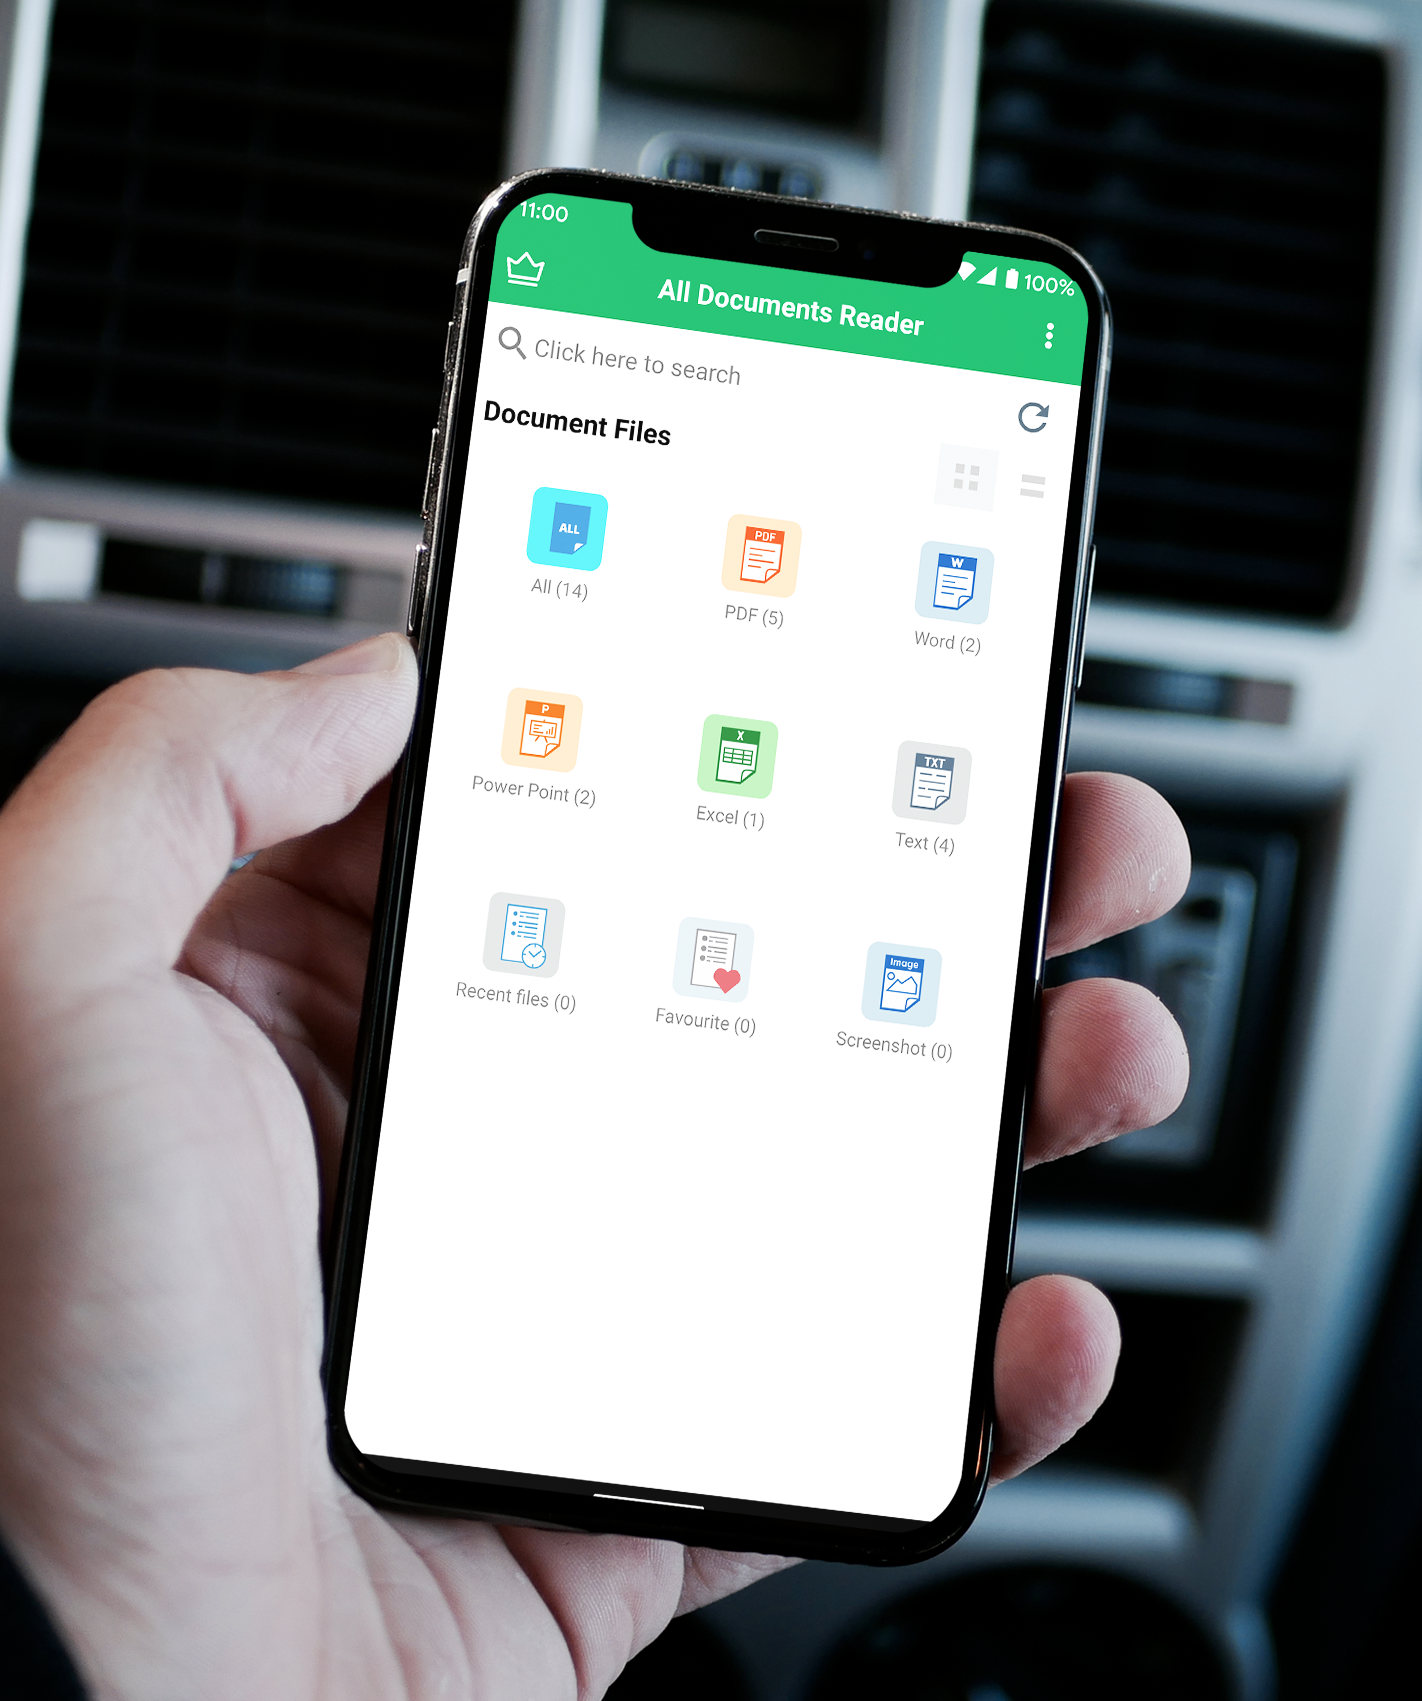 11:00
100%
All Documents Reader
Click here to search
Document Files
ALL
All (14)
PDF
PDF (5)
W
Word (2)
P
Power Point (2)
X
Excel (1)
TXT
Text (4)
Recent files (0)
Favourite (0)
Image
Screenshot (0)